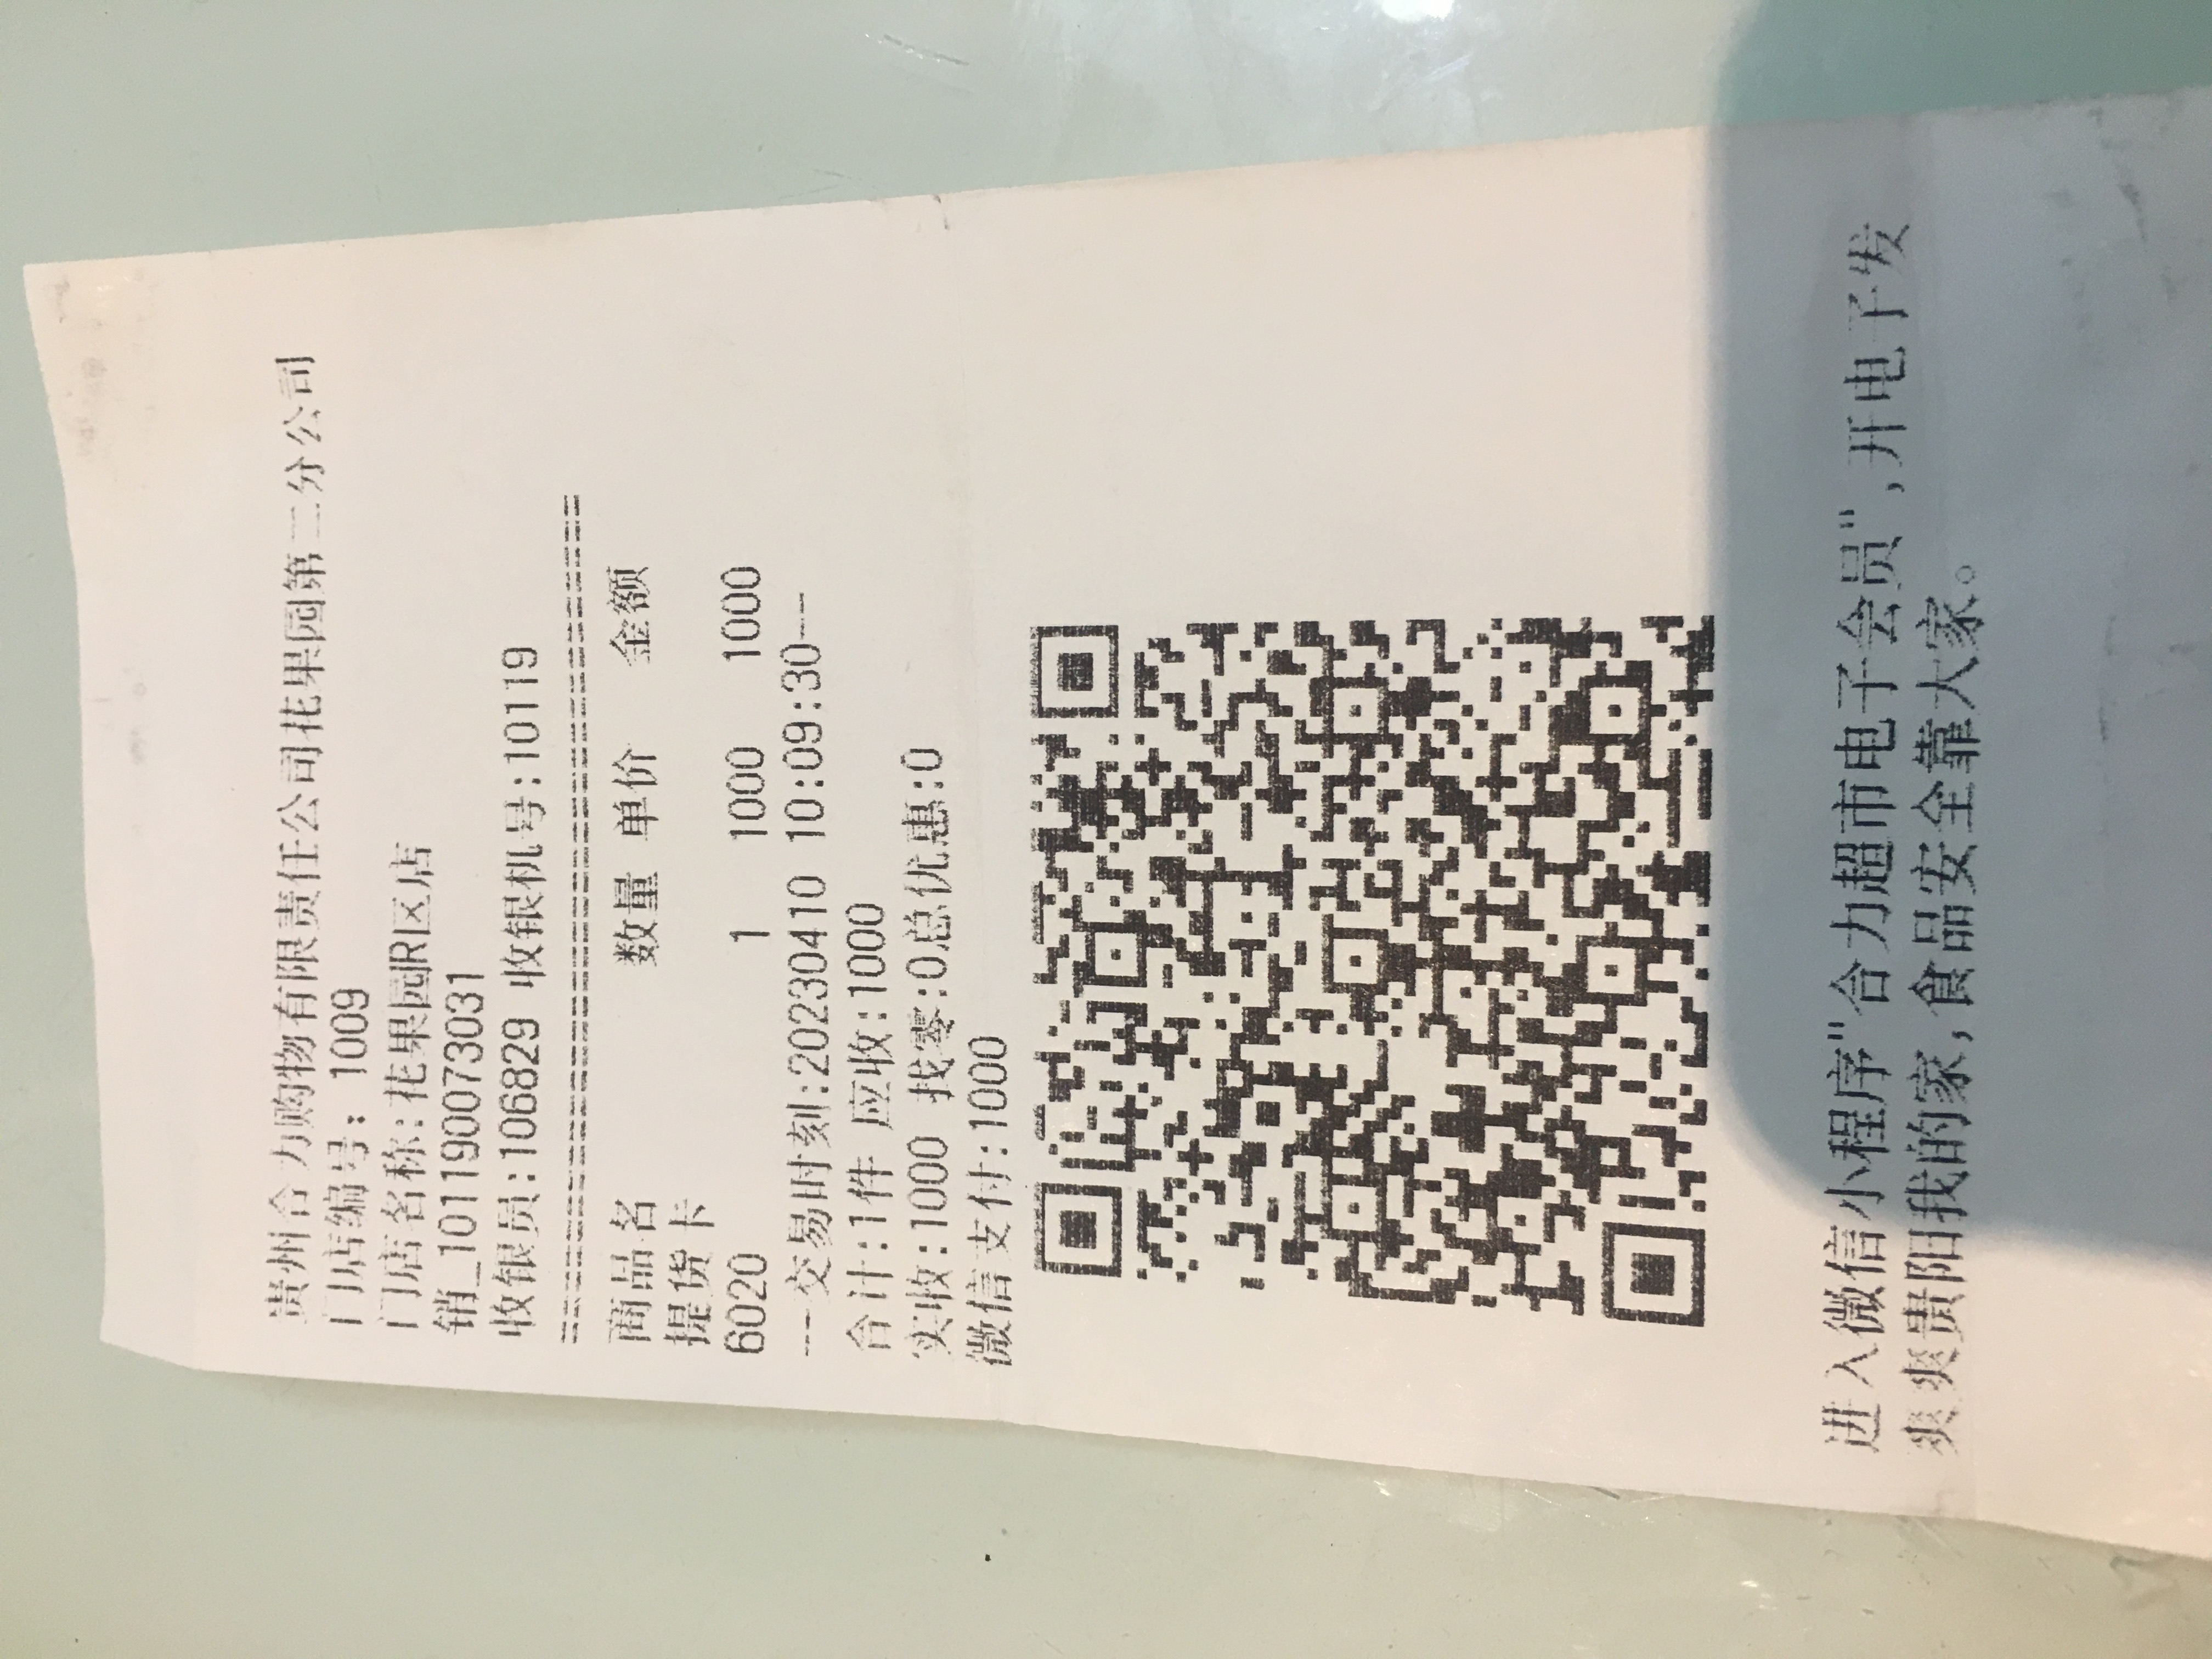 贵州合力购物有限责任公司花果园第二分公司
门店编号: 1009
门店名称:花果园R区店
销_1011900073031
收银员:106829 收银机号:10119
================================
商品名 数量 单价 金额
提货卡
6020 1 1000 1000
---交易时刻:20230410 10:09:30---
合计:1件 应收:1000
实收:1000 找零:0总优惠:0
微信支付:1000
进入微信小程序"合力超市电子会员",开电子发
爽爽贵阳我的家,食品安全靠大家。